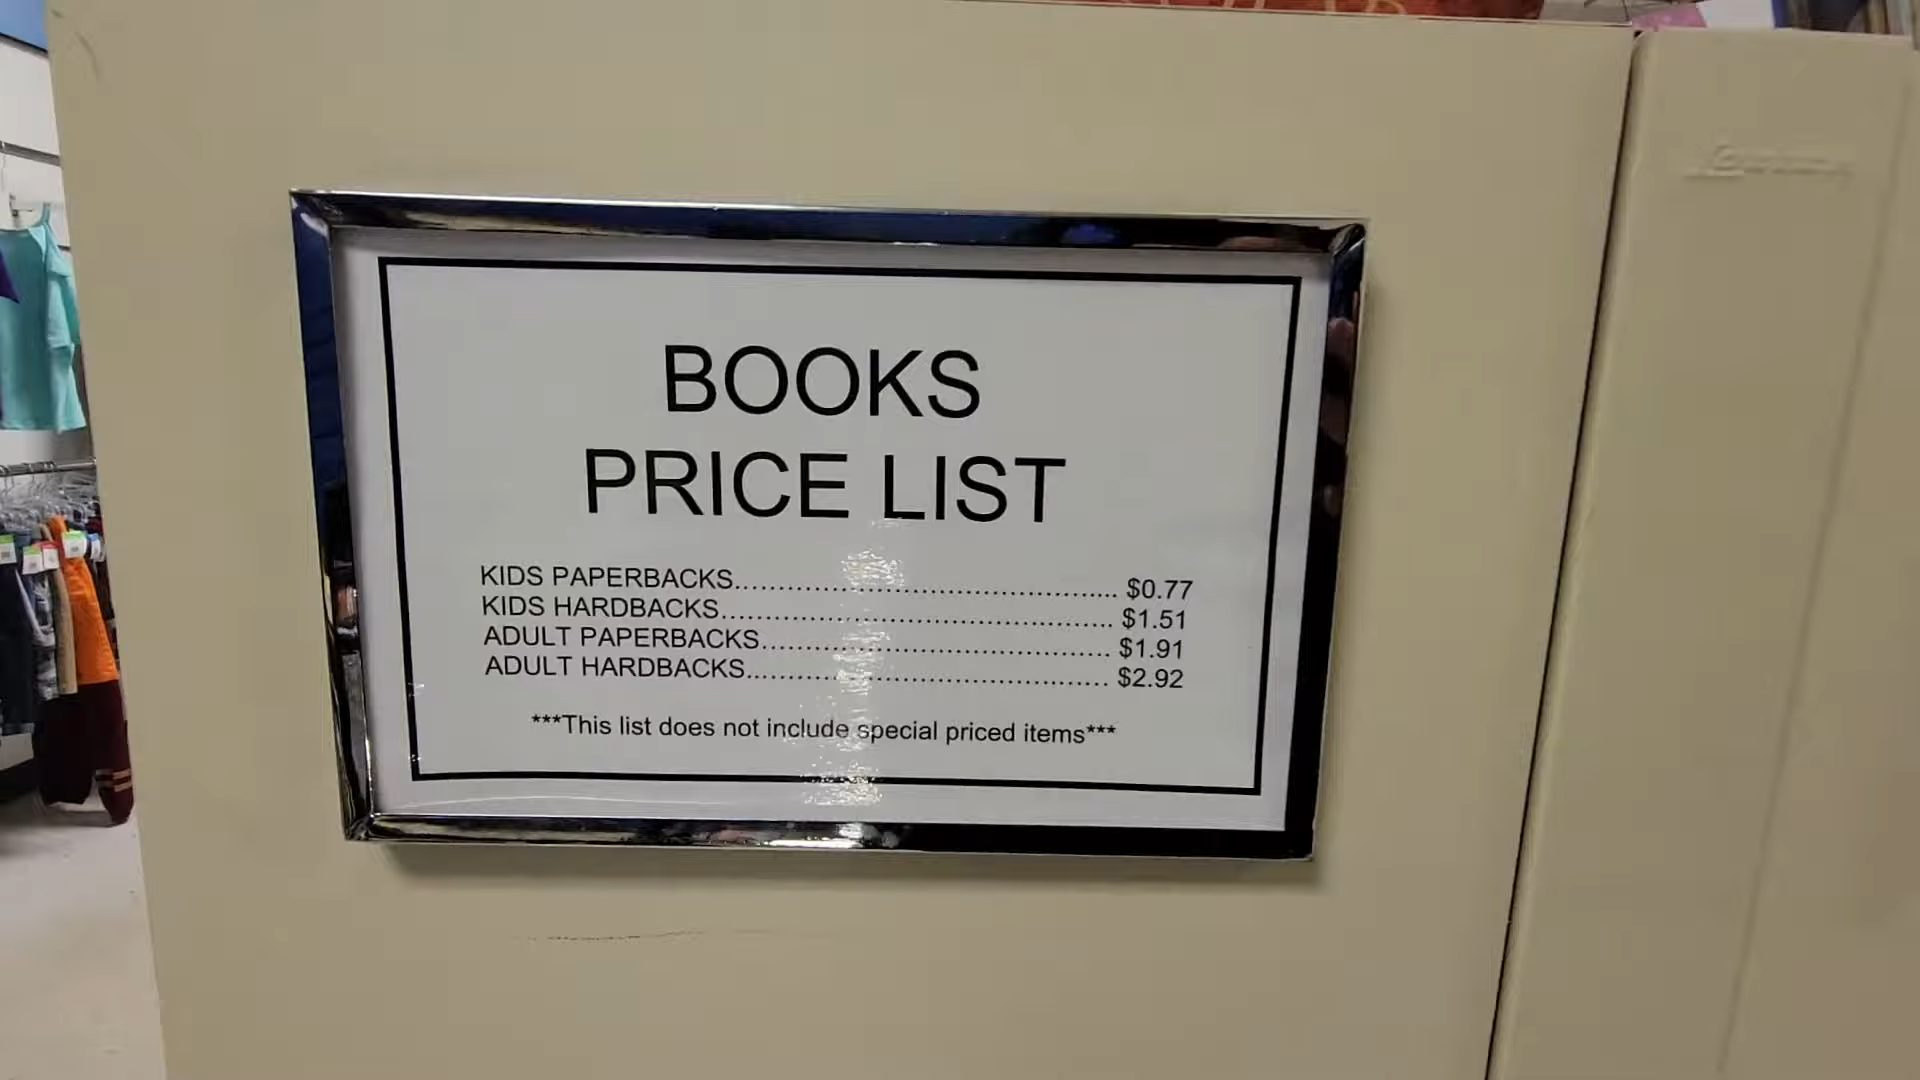 BOOKS
PRICE LIST
KIDS PAPERBACKS............................................... $0.77
KIDS HARDBACKS................................................ $1.51
ADULT PAPERBACKS.......................................... $1.91
ADULT HARDBACKS............................................ $2.92
***This list does not include special priced items***